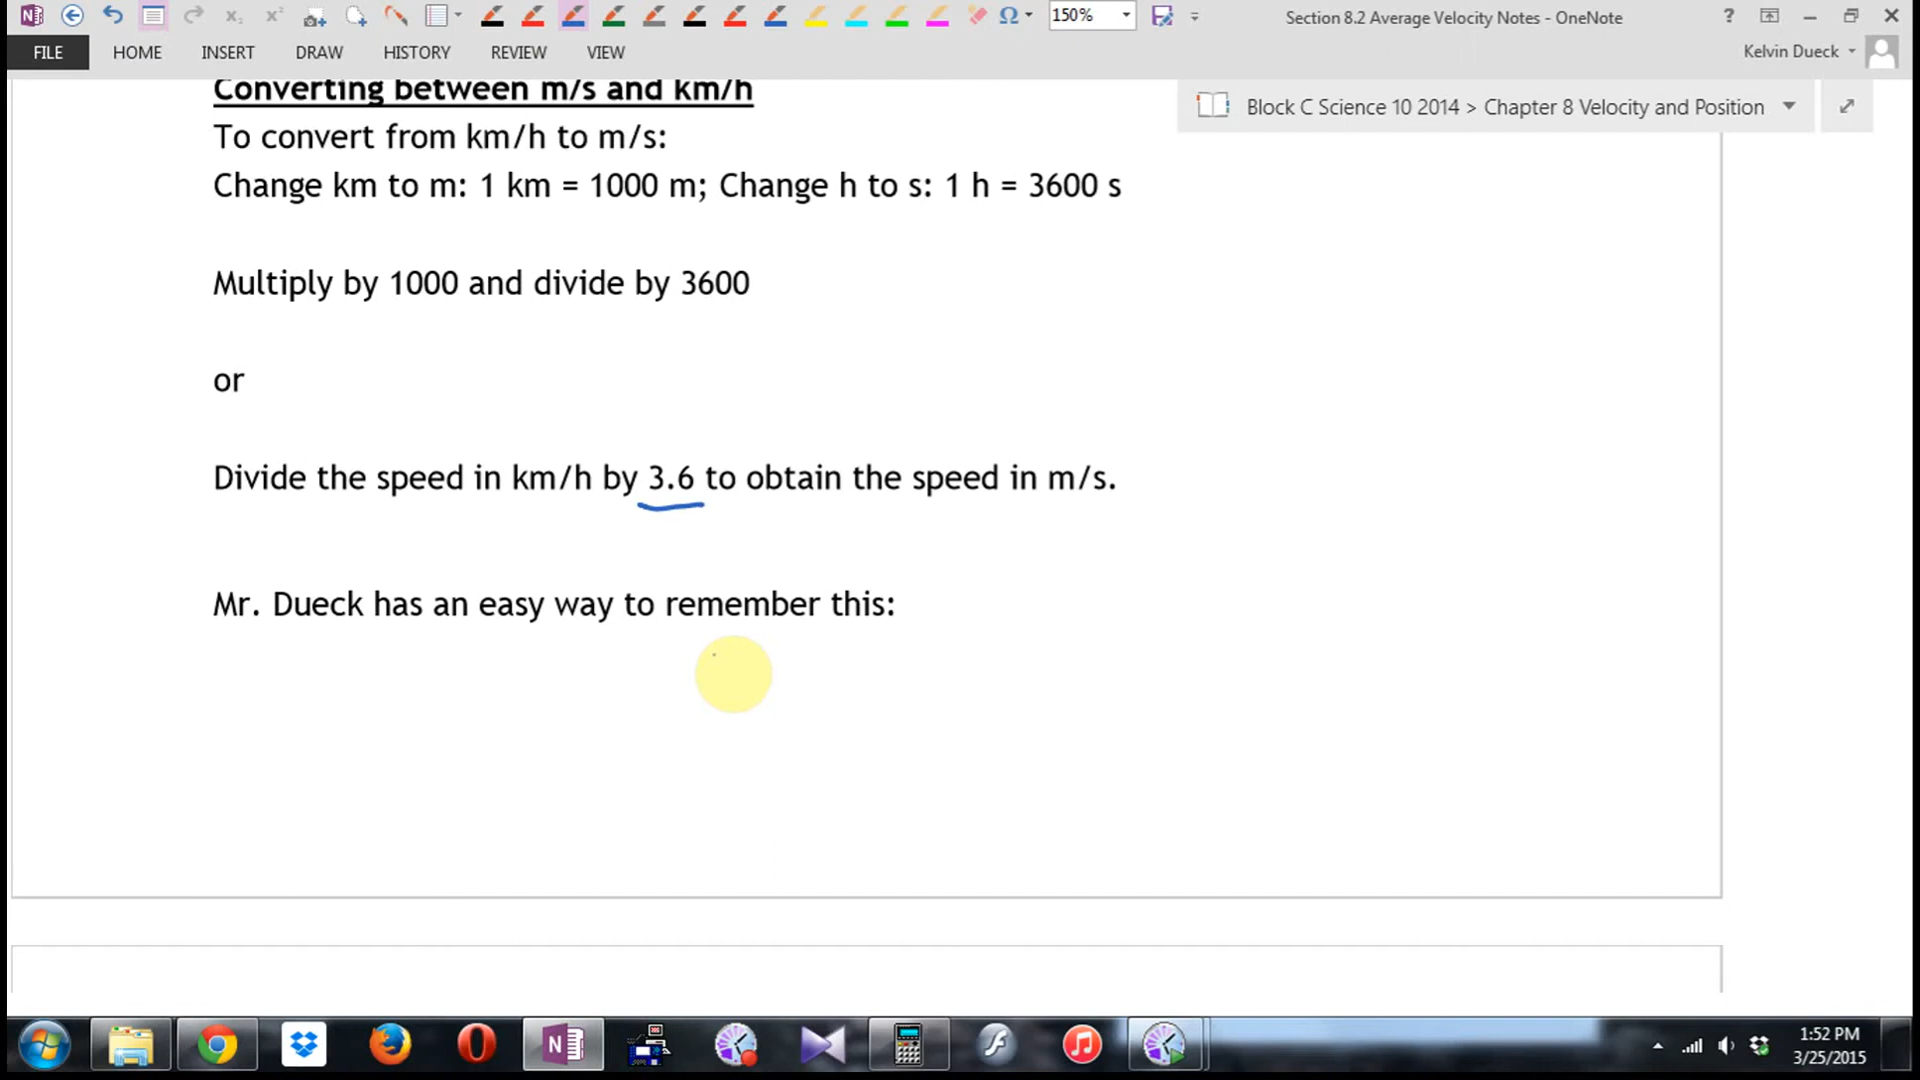 150%
Section 8.2 Average Velocity Notes - OneNote
?
FILE HOME INSERT DRAW HISTORY REVIEW VIEW
Kelvin Dueck
Converting between m/s and km/h
Block C Science 10 2014 > Chapter 8 Velocity and Position
To convert from km/h to m/s:
Change km to m: 1 km = 1000 m; Change h to s: 1 h = 3600 s
Multiply by 1000 and divide by 3600
or
Divide the speed in km/h by 3.6 to obtain the speed in m/s.
Mr. Dueck has an easy way to remember this:
1:52 PM
3/25/2015